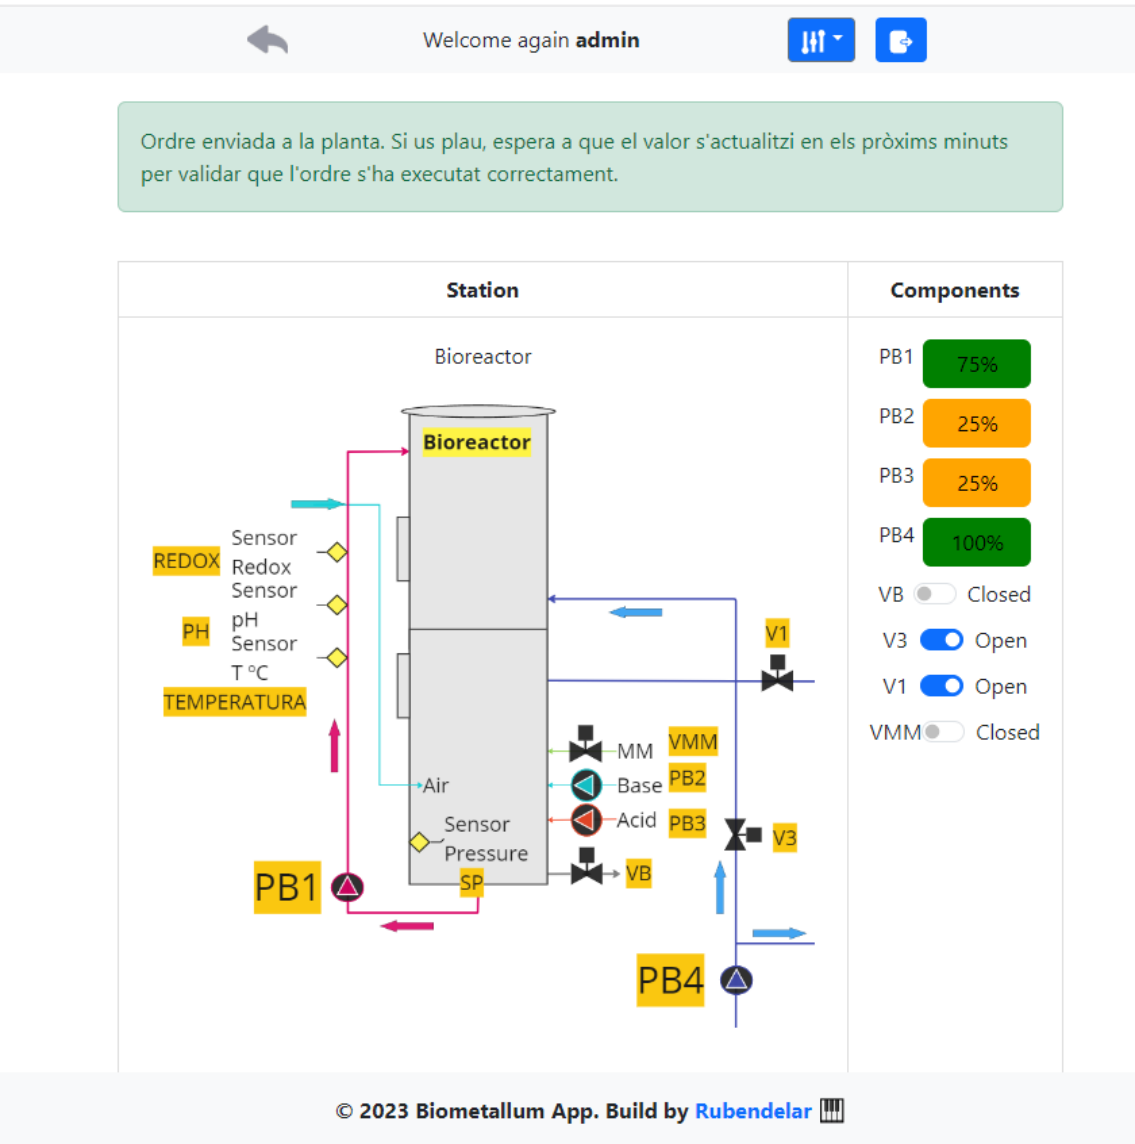 Welcome again admin
Ordre enviada a la planta. Si us plau, espera a que el valor s'actualitzi en els pròxims minuts
per validar que l'ordre s'ha executat correctament.
Station
Components
Bioreactor
Bioreactor
REDOX
Sensor
Redox
PH
Sensor
pH
Sensor
T ºC
TEMPERATURA
Air
Sensor
Pressure
SP
PB1
MM
VMM
Base
PB2
Acid
PB3
VB
V1
V3
PB4
PB1 75%
PB2 25%
PB3 25%
PB4 100%
VB Closed
V3 Open
V1 Open
VMM Closed
© 2023 Biometallum App. Build by Rubendelar